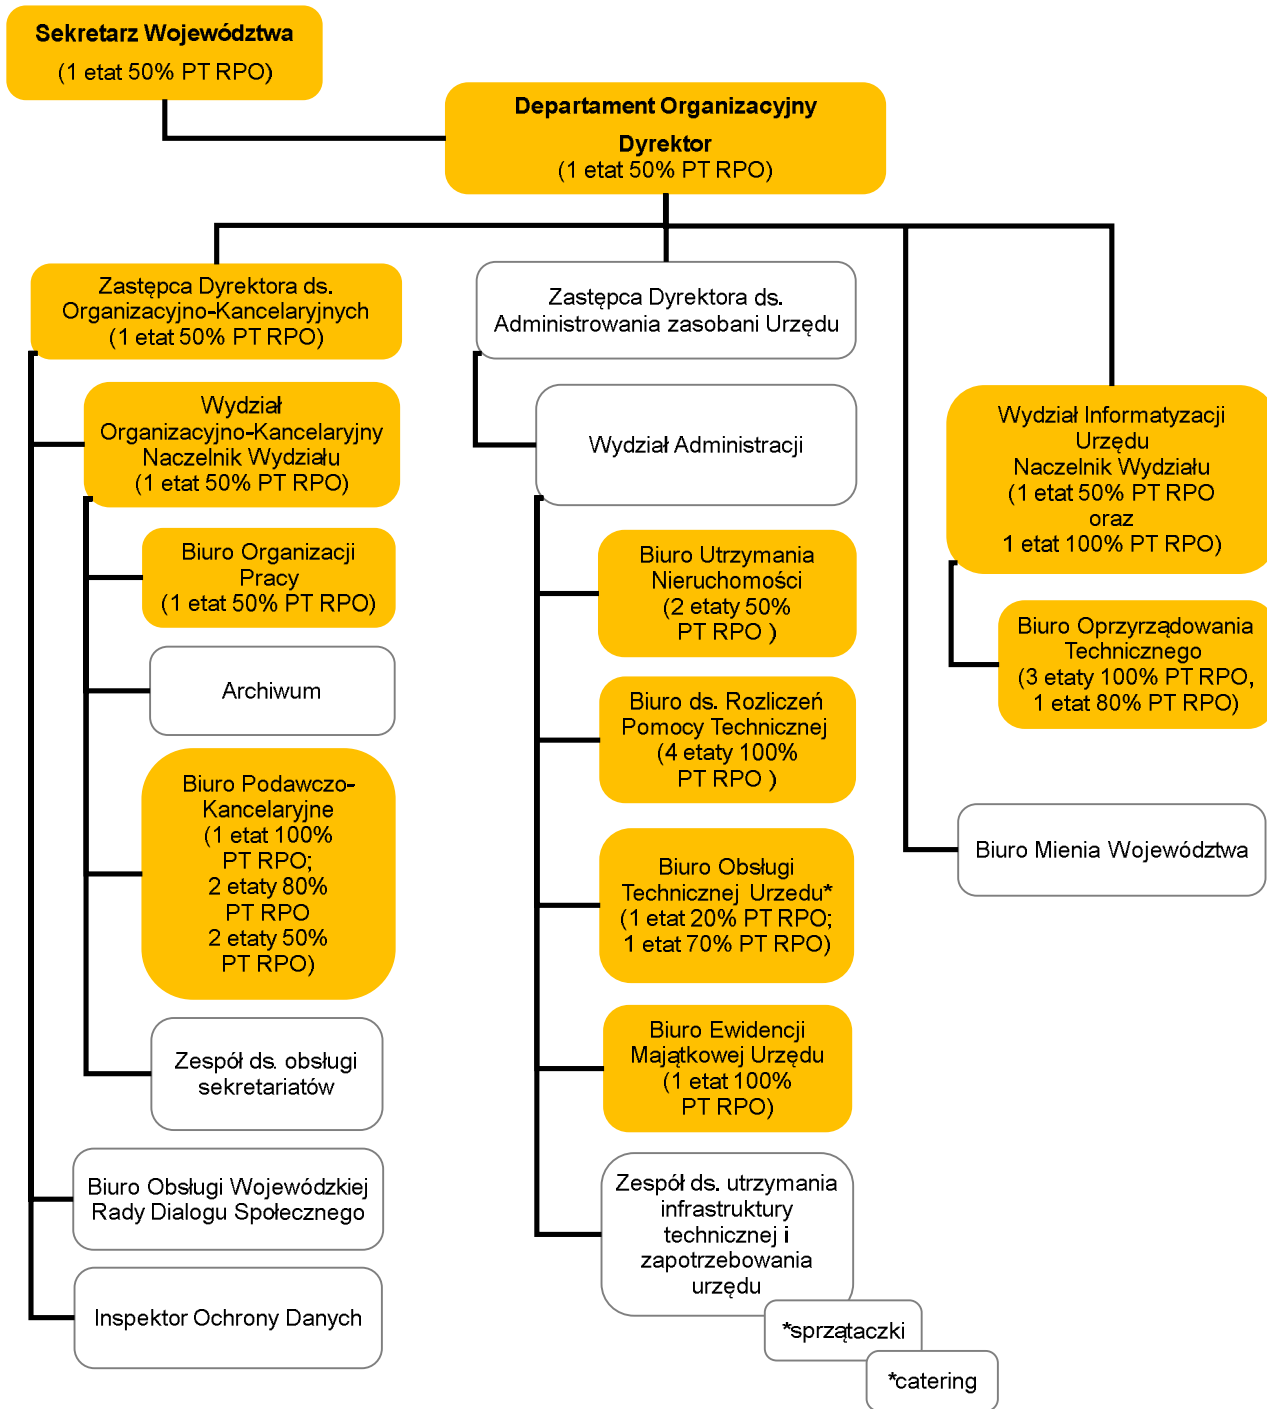 Sekretarz Województwa
(1 etat 50% PT RPO)
Departament Organizacyjny
Dyrektor
(1 etat 50% PT RPO)
Zastępca Dyrektora ds.
Organizacyjno-Kancelaryjnych
(1 etat 50% PT RPO)
Wydział
Organizacyjno-Kancelaryjny
Naczelnik Wydziału
(1 etat 50% PT RPO)
Biuro Organizacji
Pracy
(1 etat 50% PT RPO)
Archiwum
Biuro Podawczo-
Kancelaryjne
(1 etat 100%
PT RPO;
2 etaty 80%
PT RPO
2 etaty 50%
PT RPO)
Zespół ds. obsługi
sekretariatów
Biuro Obsługi Wojewódzkiej
Rady Dialogu Społecznego
Inspektor Ochrony Danych
Zastępca Dyrektora ds.
Administrowania zasobani Urzędu
Wydział Administracji
Biuro Utrzymania
Nieruchomości
(2 etaty 50%
PT RPO )
Biuro ds. Rozliczeń
Pomocy Technicznej
(4 etaty 100%
PT RPO )
Biuro Obsługi
Technicznej Urzedu*
(1 etat 20% PT RPO;
1 etat 70% PT RPO)
Biuro Ewidencji
Majątkowej Urzędu
(1 etat 100%
PT RPO)
Zespół ds. utrzymania
infrastruktury
technicznej i
zapotrzebowania
urzędu
*sprzątaczki
*catering
Wydział Informatyzacji
Urzędu
Naczelnik Wydziału
(1 etat 50% PT RPO
oraz
1 etat 100% PT RPO)
Biuro Oprzyrządowania
Technicznego
(3 etaty 100% PT RPO,
1 etat 80% PT RPO)
Biuro Mienia Województwa